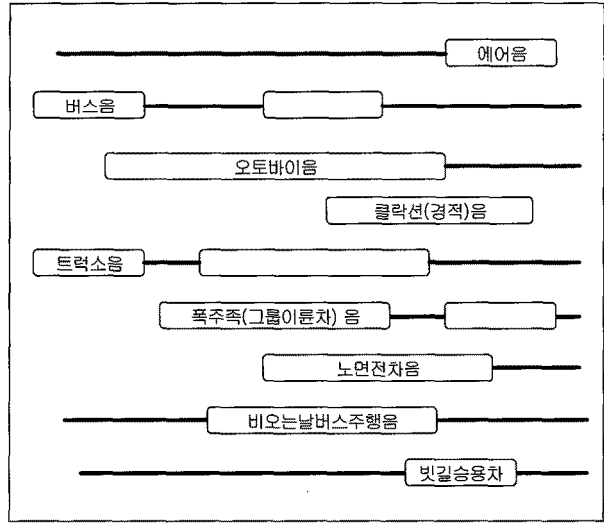 에어음
버스음
오토바이음
클락션(경적)음
트럭소음
폭주족(그룹이륜차) 음
노면전차음
비오는날버스주행음
빗길승용차